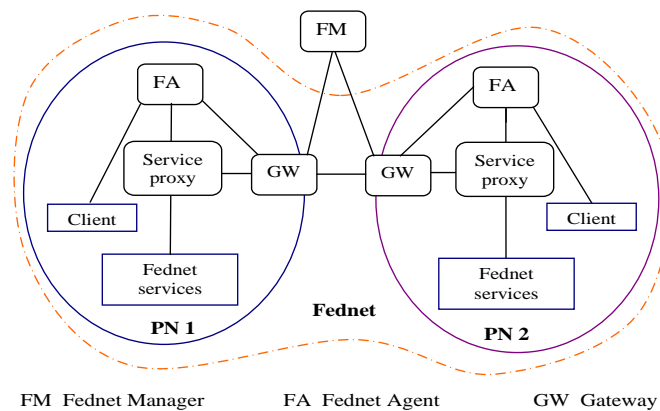 FM
FA
FA
Service
proxy
GW
GW
Service
proxy
Client
Client
Fednet
services
Fednet
services
Fednet
PN 1
PN 2
FM Fednet Manager
FA Fednet Agent
GW Gateway